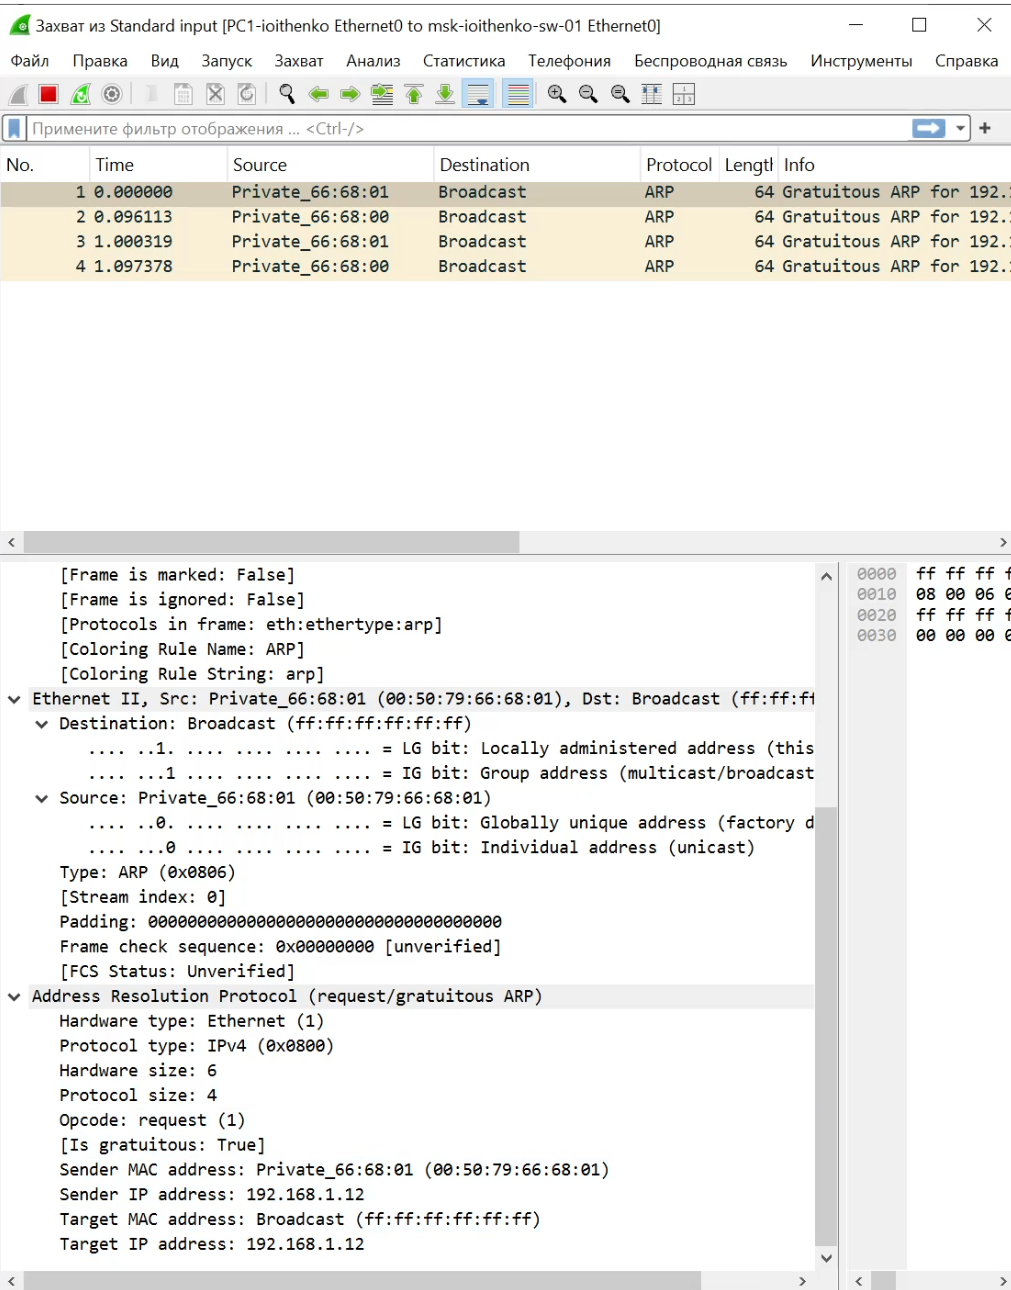 Захват из Standard input [PC1-ioithenko Ethernet0 to msk-ioithenko-sw-01 Ethernet0]
Файл Правка Вид Запуск Захват Анализ Статистика Телефония Беспроводная связь Инструменты Справка
Примените фильтр отображения ... <Ctrl-/>
No. Time Source Destination Protocol Length Info
1 0.000000 Private_66:68:01 Broadcast ARP 64 Gratuitous ARP for 192.1
2 0.096113 Private_66:68:00 Broadcast ARP 64 Gratuitous ARP for 192.1
3 1.000319 Private_66:68:01 Broadcast ARP 64 Gratuitous ARP for 192.1
4 1.097378 Private_66:68:00 Broadcast ARP 64 Gratuitous ARP for 192.1
[Frame is marked: False]
[Frame is ignored: False]
[Protocols in frame: eth:ethertype:arp]
[Coloring Rule Name: ARP]
[Coloring Rule String: arp]
Ethernet II, Src: Private_66:68:01 (00:50:79:66:68:01), Dst: Broadcast (ff:ff:ff
Destination: Broadcast (ff:ff:ff:ff:ff:ff)
.... ..1. .... .... .... .... = LG bit: Locally administered address (this
.... ...1 .... .... .... .... = IG bit: Group address (multicast/broadcast
Source: Private_66:68:01 (00:50:79:66:68:01)
.... ..0. .... .... .... .... = LG bit: Globally unique address (factory d
.... ...0 .... .... .... .... = IG bit: Individual address (unicast)
Type: ARP (0x0806)
[Stream index: 0]
Padding: 000000000000000000000000000000000000
Frame check sequence: 0x00000000 [unverified]
[FCS Status: Unverified]
Address Resolution Protocol (request/gratuitous ARP)
Hardware type: Ethernet (1)
Protocol type: IPv4 (0x0800)
Hardware size: 6
Protocol size: 4
Opcode: request (1)
[Is gratuitous: True]
Sender MAC address: Private_66:68:01 (00:50:79:66:68:01)
Sender IP address: 192.168.1.12
Target MAC address: Broadcast (ff:ff:ff:ff:ff:ff)
Target IP address: 192.168.1.12
0000 ff ff ff f
0010 08 00 06 0
0020 ff ff ff f
0030 00 00 00 0